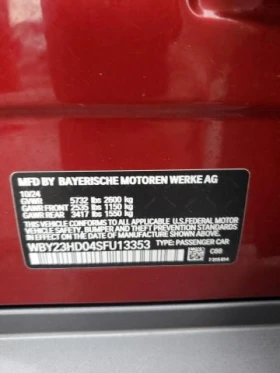 MFD BY BAYERISCHE MOTOREN WERKE AG
10/24
GVWR 5732 lbs 2600 kg
GAWR FRONT 2535 lbs 1150 kg
GAWR REAR 3417 lbs 1550 kg
THIS VEHICLE CONFORMS TO ALL APPLICABLE FEDERAL
MOTOR VEHICLE SAFETY, BUMPER, AND THEFT PREVENTION
STANDARDS IN EFFECT ON THE DATE OF MANUFACTURE SHOWN ABOVE.
WBY23HD04SFU13353 TYPE: PASSENGER CAR
C6B